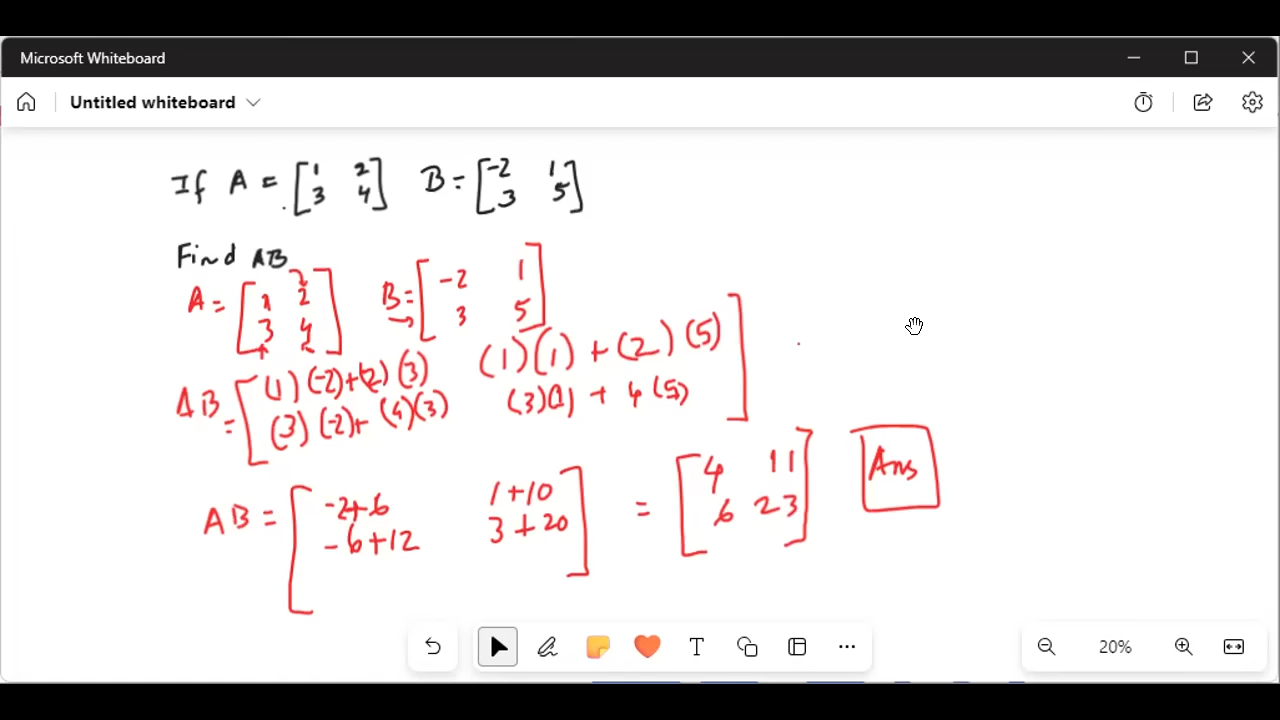 Microsoft Whiteboard
Untitled whiteboard
If A = [1 2 B = [-2 1
3 4] 3 5]
Find AB
A = [1 2 B = [-2 1
3 4] 3 5]
AB = [(1)(-2)+(2)(3) (1)(1) + (2)(5)
(3)(-2)+(4)(3) (3)(1) + 4(5)]
AB = [-2+6 1+10 = [4 11 Ans
-6+12 3+20] 6 23]
T
20%